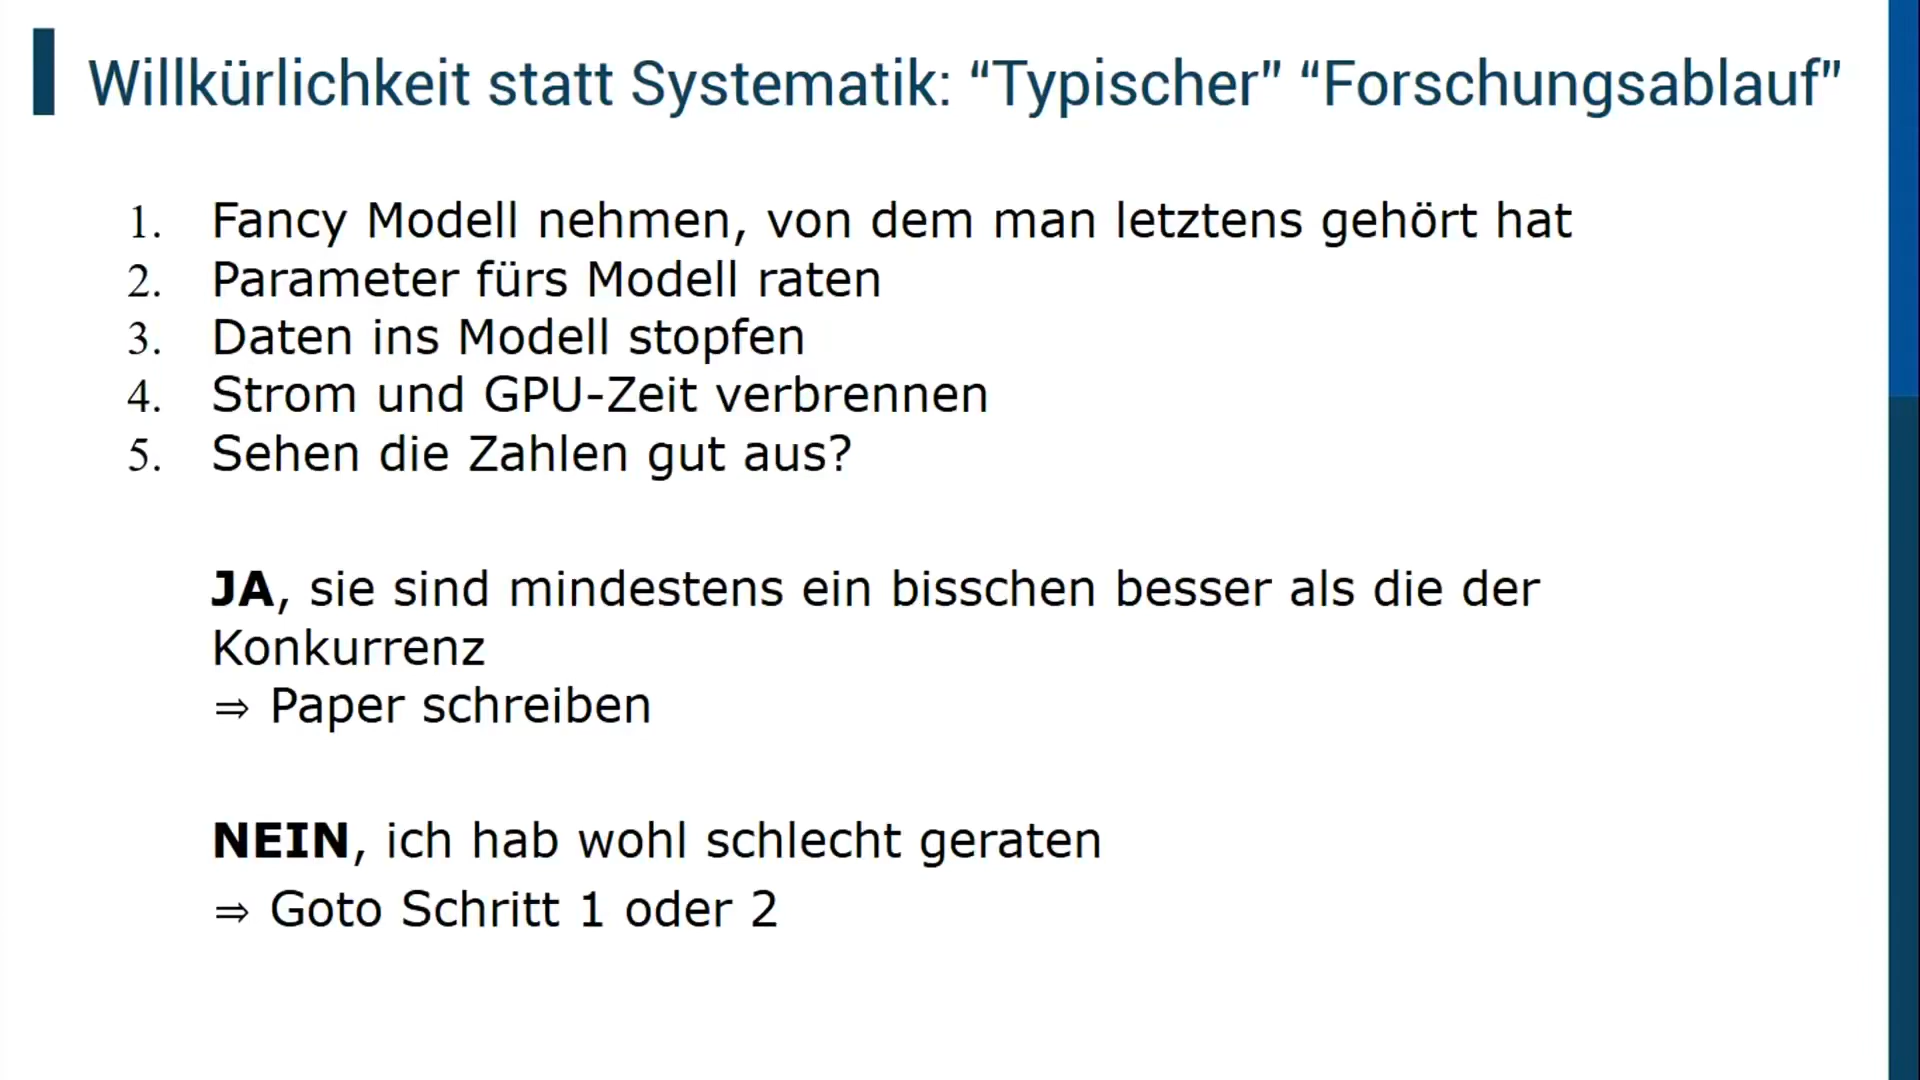 Willkürlichkeit statt Systematik: “Typischer” “Forschungsablauf”
1. Fancy Modell nehmen, von dem man letztens gehört hat
2. Parameter fürs Modell raten
3. Daten ins Modell stopfen
4. Strom und GPU-Zeit verbrennen
5. Sehen die Zahlen gut aus?
JA, sie sind mindestens ein bisschen besser als die der
Konkurrenz
⇒ Paper schreiben
NEIN, ich hab wohl schlecht geraten
⇒ Goto Schritt 1 oder 2